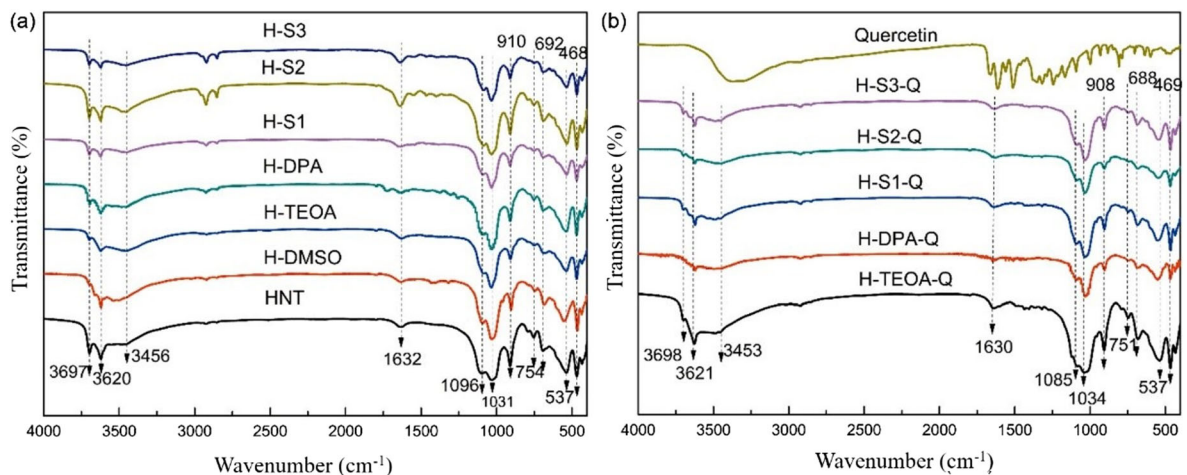 (a)
H-S3
910
692
468
H-S2
H-S1
H-DPA
H-TEOA
H-DMSO
HNT
3697
3620
3456
1632
1096
1031
754
537
Transmittance (%)
4000 3500 3000 2500 2000 1500 1000 500
Wavenumber (cm⁻¹)
(b)
Quercetin
H-S3-Q
908
688
469
H-S2-Q
H-S1-Q
H-DPA-Q
H-TEOA-Q
3698
3621
3453
1630
1085
1034
751
537
Transmittance (%)
4000 3500 3000 2500 2000 1500 1000 500
Wavenumber (cm⁻¹)